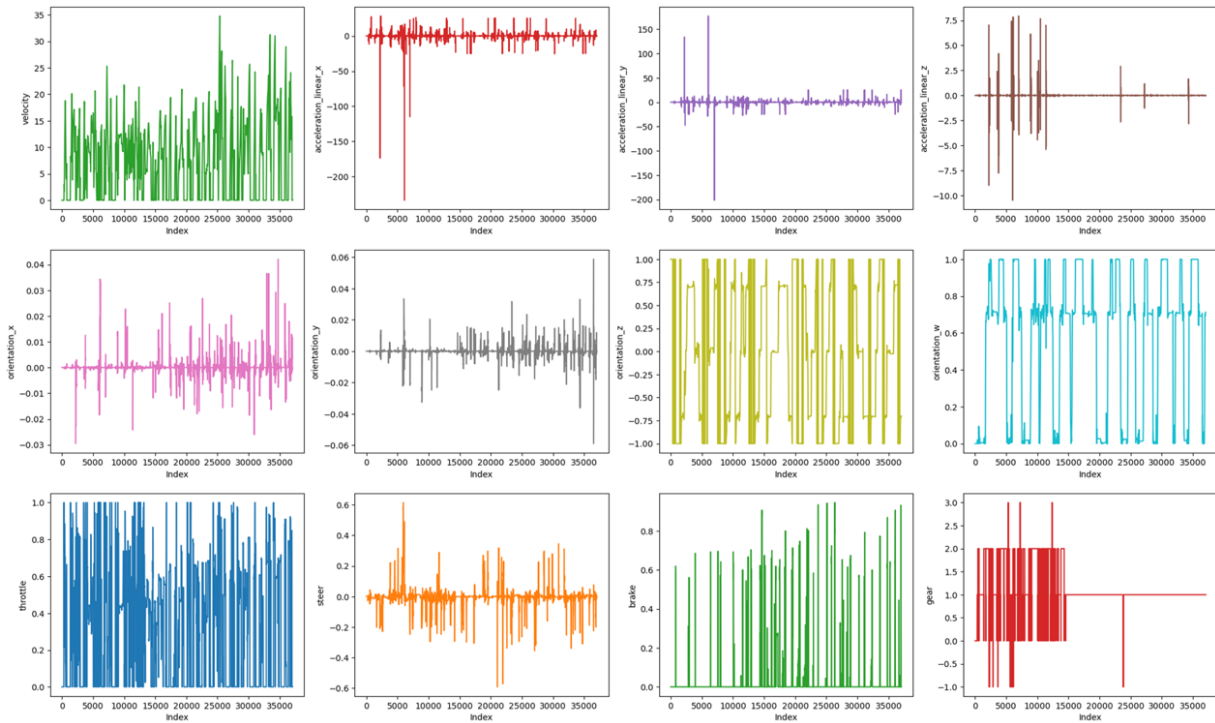 35
30
25
20
15
10
5
0
velocity
0 5000 10000 15000 20000 25000 30000 35000
Index
0
−50
−100
−150
−200
acceleration_linear_x
0 5000 10000 15000 20000 25000 30000 35000
Index
150
100
50
0
−50
−100
−150
−200
acceleration_linear_y
0 5000 10000 15000 20000 25000 30000 35000
Index
7.5
5.0
2.5
0.0
−2.5
−5.0
−7.5
−10.0
acceleration_linear_z
0 5000 10000 15000 20000 25000 30000 35000
Index
0.04
0.03
0.02
0.01
0.00
−0.01
−0.02
−0.03
orientation_x
0 5000 10000 15000 20000 25000 30000 35000
Index
0.06
0.04
0.02
0.00
−0.02
−0.04
−0.06
orientation_y
0 5000 10000 15000 20000 25000 30000 35000
Index
1.00
0.75
0.50
0.25
0.00
−0.25
−0.50
−0.75
−1.00
orientation_z
0 5000 10000 15000 20000 25000 30000 35000
Index
1.0
0.8
0.6
0.4
0.2
0.0
orientation_w
0 5000 10000 15000 20000 25000 30000 35000
Index
1.0
0.8
0.6
0.4
0.2
0.0
throttle
0 5000 10000 15000 20000 25000 30000 35000
Index
0.6
0.4
0.2
0.0
−0.2
−0.4
−0.6
steer
0 5000 10000 15000 20000 25000 30000 35000
Index
0.8
0.6
0.4
0.2
0.0
brake
0 5000 10000 15000 20000 25000 30000 35000
Index
3.0
2.5
2.0
1.5
1.0
0.5
0.0
−0.5
−1.0
gear
0 5000 10000 15000 20000 25000 30000 35000
Index